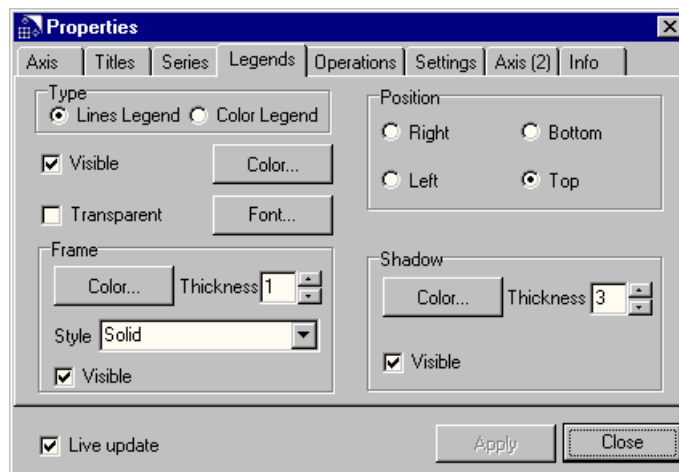 Properties
Axis Titles Series Legends Operations Settings Axis (2) Info
Type
Lines Legend Color Legend
Visible Color...
Transparent Font...
Frame
Color... Thickness 1
Style Solid
Visible
Position
Right Bottom
Left Top
Shadow
Color... Thickness 3
Visible
Live update Apply Close